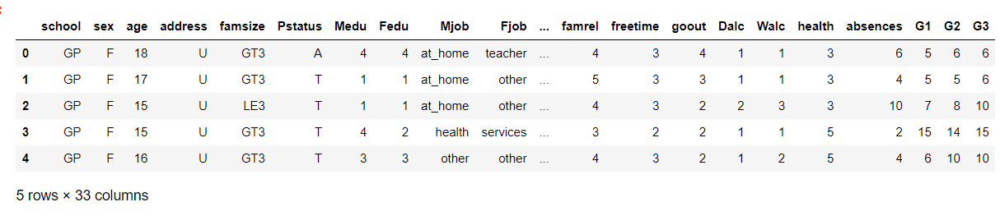 school sex age address famsize Pstatus Medu Fedu Mjob Fjob ... famrel freetime goout Dalc Walc health absences G1 G2 G3
0 GP F 18 U GT3 A 4 4 at_home teacher ... 4 3 4 1 1 3 6 5 6 6
1 GP F 17 U GT3 T 1 1 at_home other ... 5 3 3 1 1 3 4 5 5 6
2 GP F 15 U LE3 T 1 1 at_home other ... 4 3 2 2 3 3 10 7 8 10
3 GP F 15 U GT3 T 4 2 health services ... 3 2 2 1 1 5 2 15 14 15
4 GP F 16 U GT3 T 3 3 other other ... 4 3 2 1 2 5 4 6 10 10
5 rows × 33 columns